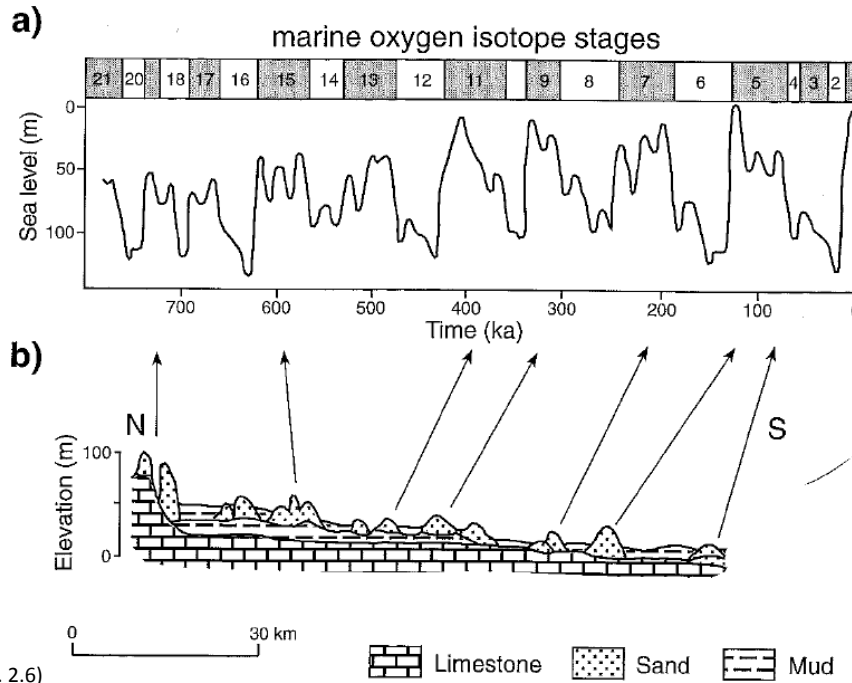 a)
marine oxygen isotope stages
21 20 18 17 16 15 14 13 12 11 9 8 7 6 5 4 3 2
0
50
100
Sea level (m)
700 600 500 400 300 200 100
Time (ka)
b)
N S
100
0
Elevation (m)
0 30 km
Limestone Sand Mud
2.6)